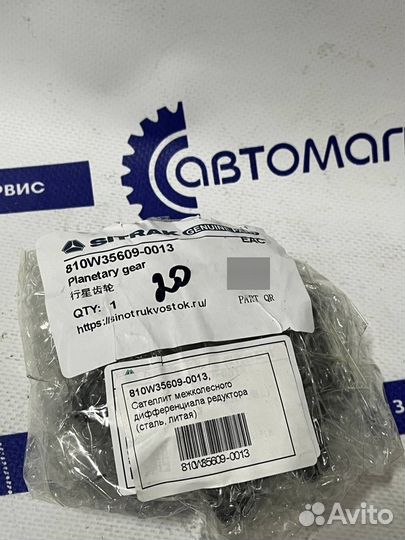 РВИС
автомаг
SITRAK GENUINE PARTS
EAC
810W35609-0013
Planetary gear
行星齿轮
QTY: 1
20
https://sinotrukvostok.ru/
PART QR
810W35609-0013,
Сателлит межколесного
дифференциала редуктора
(сталь, литая)
810W35609-0013
Avito